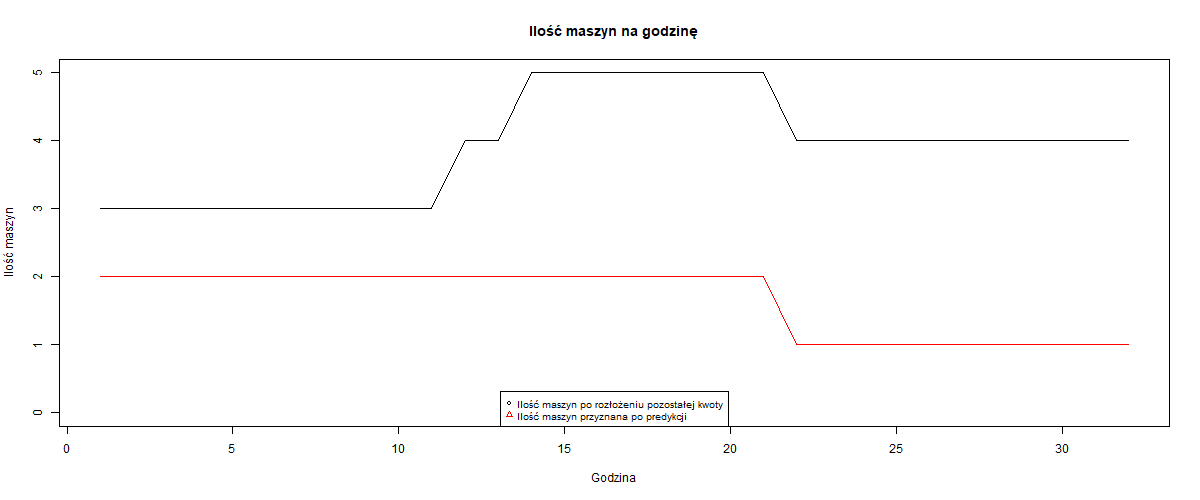 Ilość maszyn na godzinę
Ilość maszyn
5
4
3
2
1
0
Ilość maszyn po rozłożeniu pozostałej kwoty
Ilość maszyn przyznana po predykcji
0 5 10 15 20 25 30
Godzina